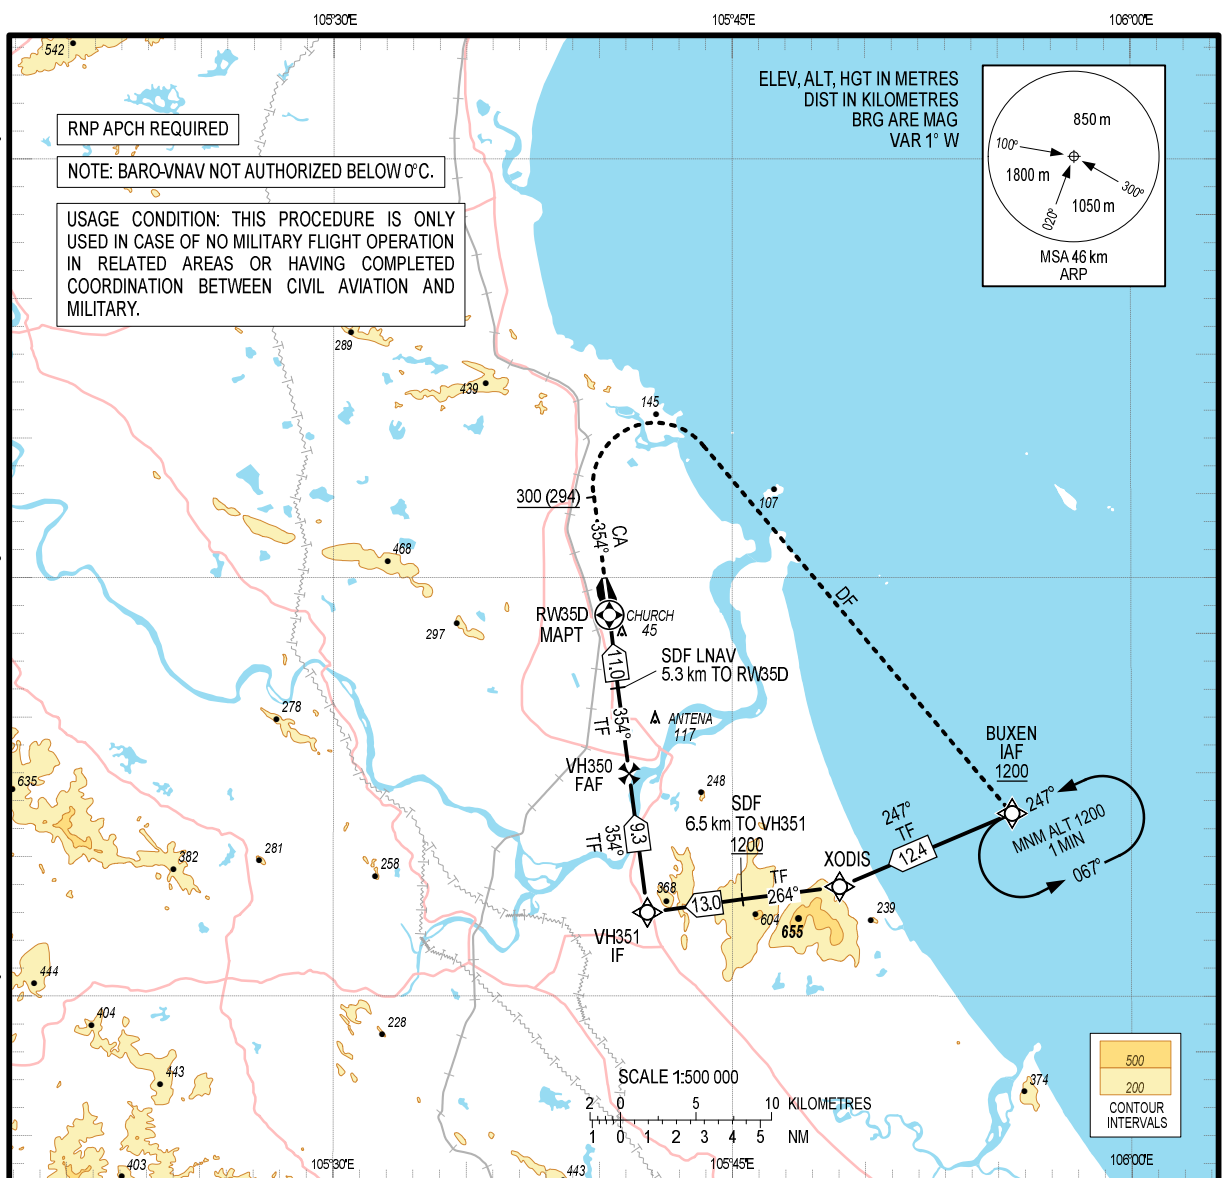 105°30'E
105°45'E
106°00'E
542
ELEV, ALT, HGT IN METRES
DIST IN KILOMETRES
BRG ARE MAG
VAR 1° W
850 m
100°
1800 m
300°
020°
1050 m
MSA 46 km
ARP
RNP APCH REQUIRED
NOTE: BARO-VNAV NOT AUTHORIZED BELOW 0°C.
USAGE CONDITION: THIS PROCEDURE IS ONLY
USED IN CASE OF NO MILITARY FLIGHT OPERATION
IN RELATED AREAS OR HAVING COMPLETED
COORDINATION BETWEEN CIVIL AVIATION AND
MILITARY.
289
439
145
300 (294)
107
CA
354°
468
297
RW35D
MAPT
CHURCH
45
DF
11.0
SDF LNAV
5.3 km TO RW35D
278
354°
TF
ANTENA
117
BUXEN
IAF
1200
VH350
FAF
635
248
SDF
6.5 km TO VH351
1200
247°
MNM ALT 1200
1 MIN
067°
247°
TF
12.4
9.3
354°
TF
281
382
258
XODIS
TF
264°
368
13.0
604
655
239
VH351
IF
444
404
228
443
374
500
200
CONTOUR
INTERVALS
SCALE 1:500 000
2 0 5 10 KILOMETRES
1 0 1 2 3 4 5 NM
403
443
105°30'E
105°45'E
106°00'E